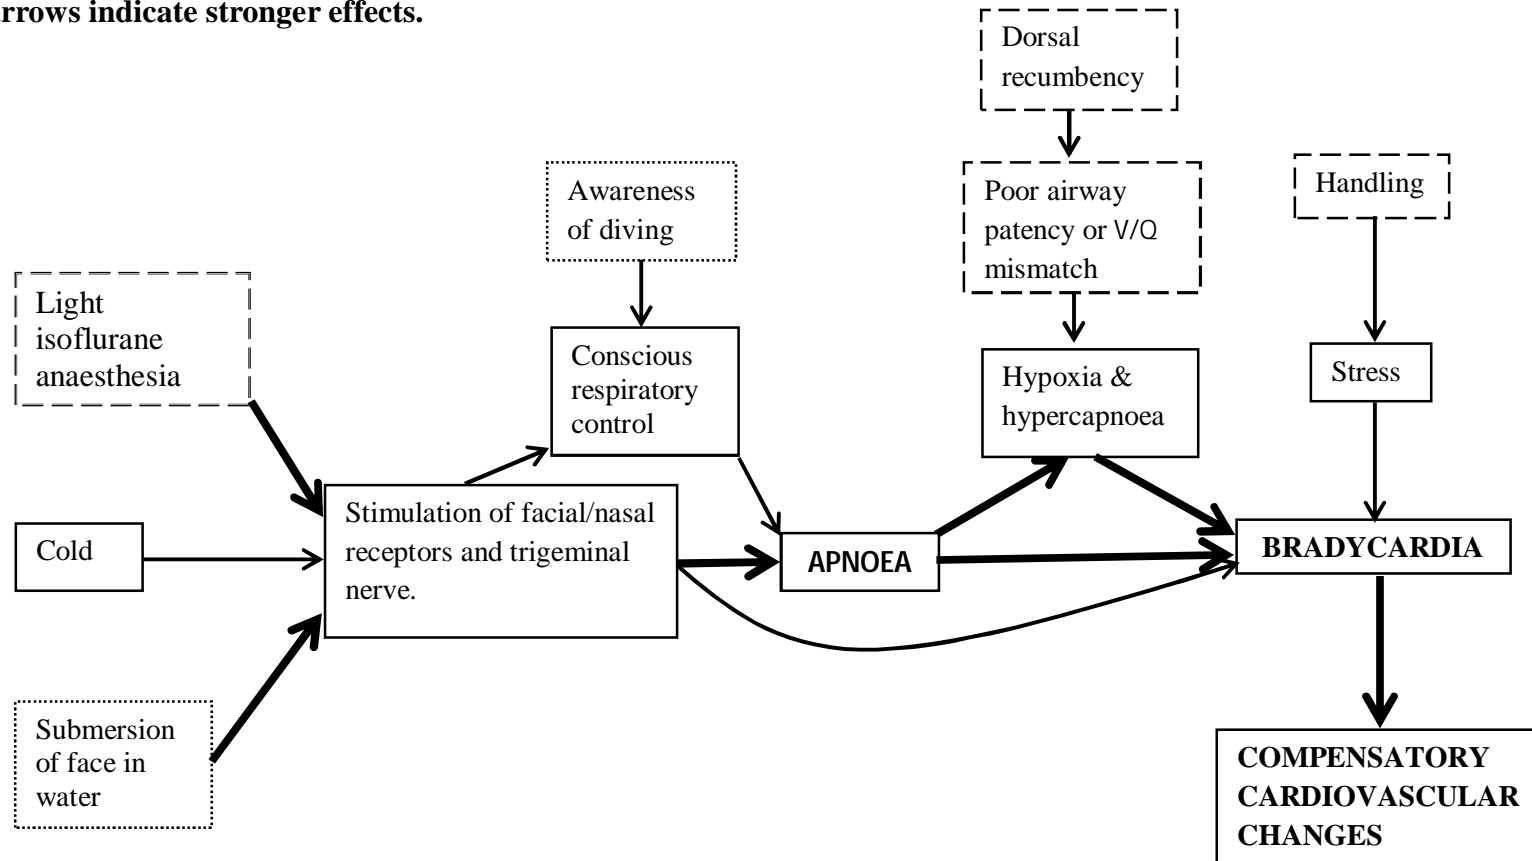 arrows indicate stronger effects.
Dorsal
recumbency
Awareness
of diving
Poor airway
patency or V/Q
mismatch
Handling
Light
isoflurane
anaesthesia
Conscious
respiratory
control
Hypoxia &
hypercapnoea
Stress
Stimulation of facial/nasal
receptors and trigeminal
nerve.
Cold
APNOEA
BRADYCARDIA
Submersion
of face in
water
COMPENSATORY
CARDIOVASCULAR
CHANGES